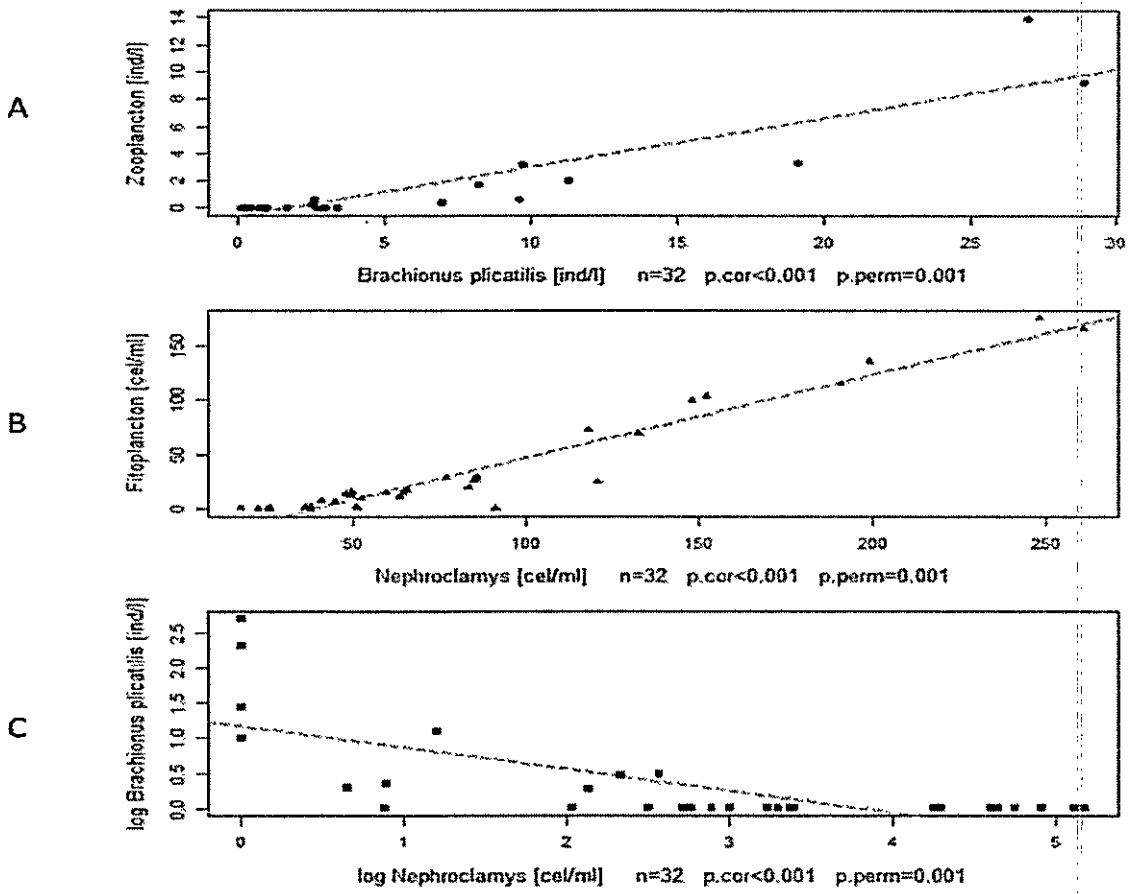 A
Zooplancton [ind/l]
0 2 4 6 8 10 12 14
0 5 10 15 20 25 30
Brachionus plicatilis [ind/l] n=32 p.cor<0.001 p.perm=0.001
B
Fitoplancton [cel/ml]
0 50 100 150
50 100 150 200 250
Nephroclamys [cel/ml] n=32 p.cor<0.001 p.perm=0.001
C
log Brachionus plicatilis [ind/l]
0.0 0.5 1.0 1.5 2.0 2.5
0 1 2 3 4 5
log Nephroclamys [cel/ml] n=32 p.cor<0.001 p.perm=0.001